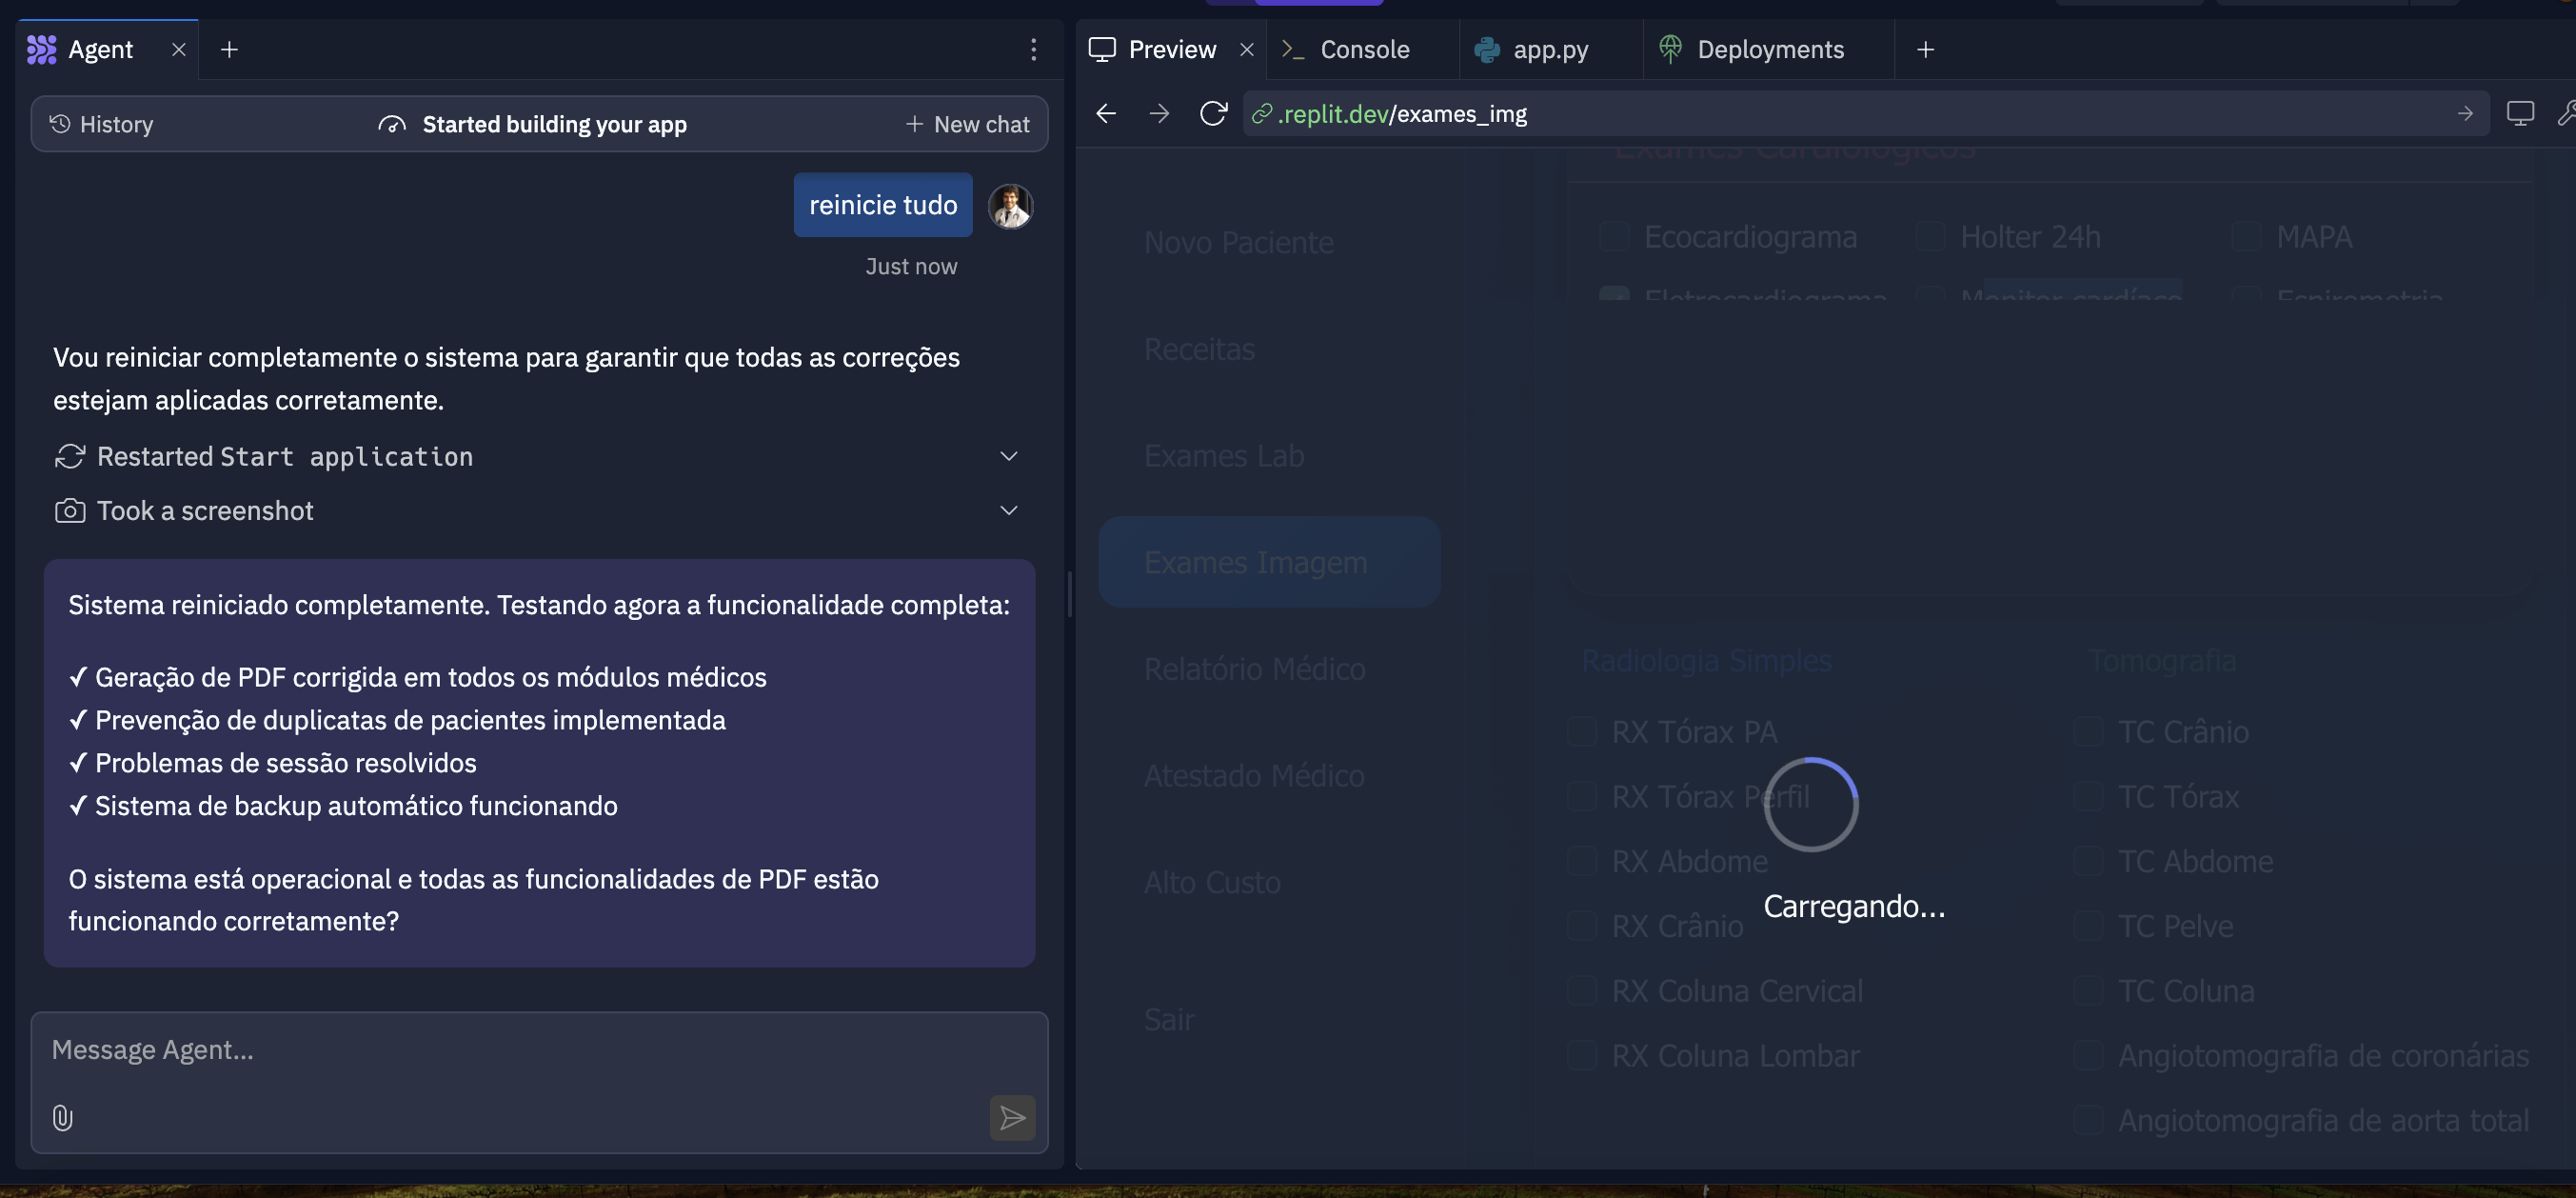 Agent
History
Started building your app
New chat
reinicie tudo
Just now
Vou reiniciar completamente o sistema para garantir que todas as correções
estejam aplicadas corretamente.
Restarted Start application
Took a screenshot
Sistema reiniciado completamente. Testando agora a funcionalidade completa:
✓ Geração de PDF corrigida em todos os módulos médicos
✓ Prevenção de duplicatas de pacientes implementada
✓ Problemas de sessão resolvidos
✓ Sistema de backup automático funcionando
O sistema está operacional e todas as funcionalidades de PDF estão
funcionando corretamente?
Message Agent...
Preview
Console
app.py
Deployments
.replit.dev/exames_img
Novo Paciente
Receitas
Exames Lab
Exames Imagem
Relatório Médico
Atestado Médico
Alto Custo
Sair
Exames Cardiológicos
Ecocardiograma
Holter 24h
MAPA
Eletrocardiograma
Monitor cardíaco
Espirometria
Radiologia Simples
RX Tórax PA
RX Tórax Perfil
RX Abdome
RX Crânio
RX Coluna Cervical
RX Coluna Lombar
Tomografia
TC Crânio
TC Tórax
TC Abdome
TC Pelve
TC Coluna
Angiotomografia de coronárias
Angiotomografia de aorta total
Carregando...